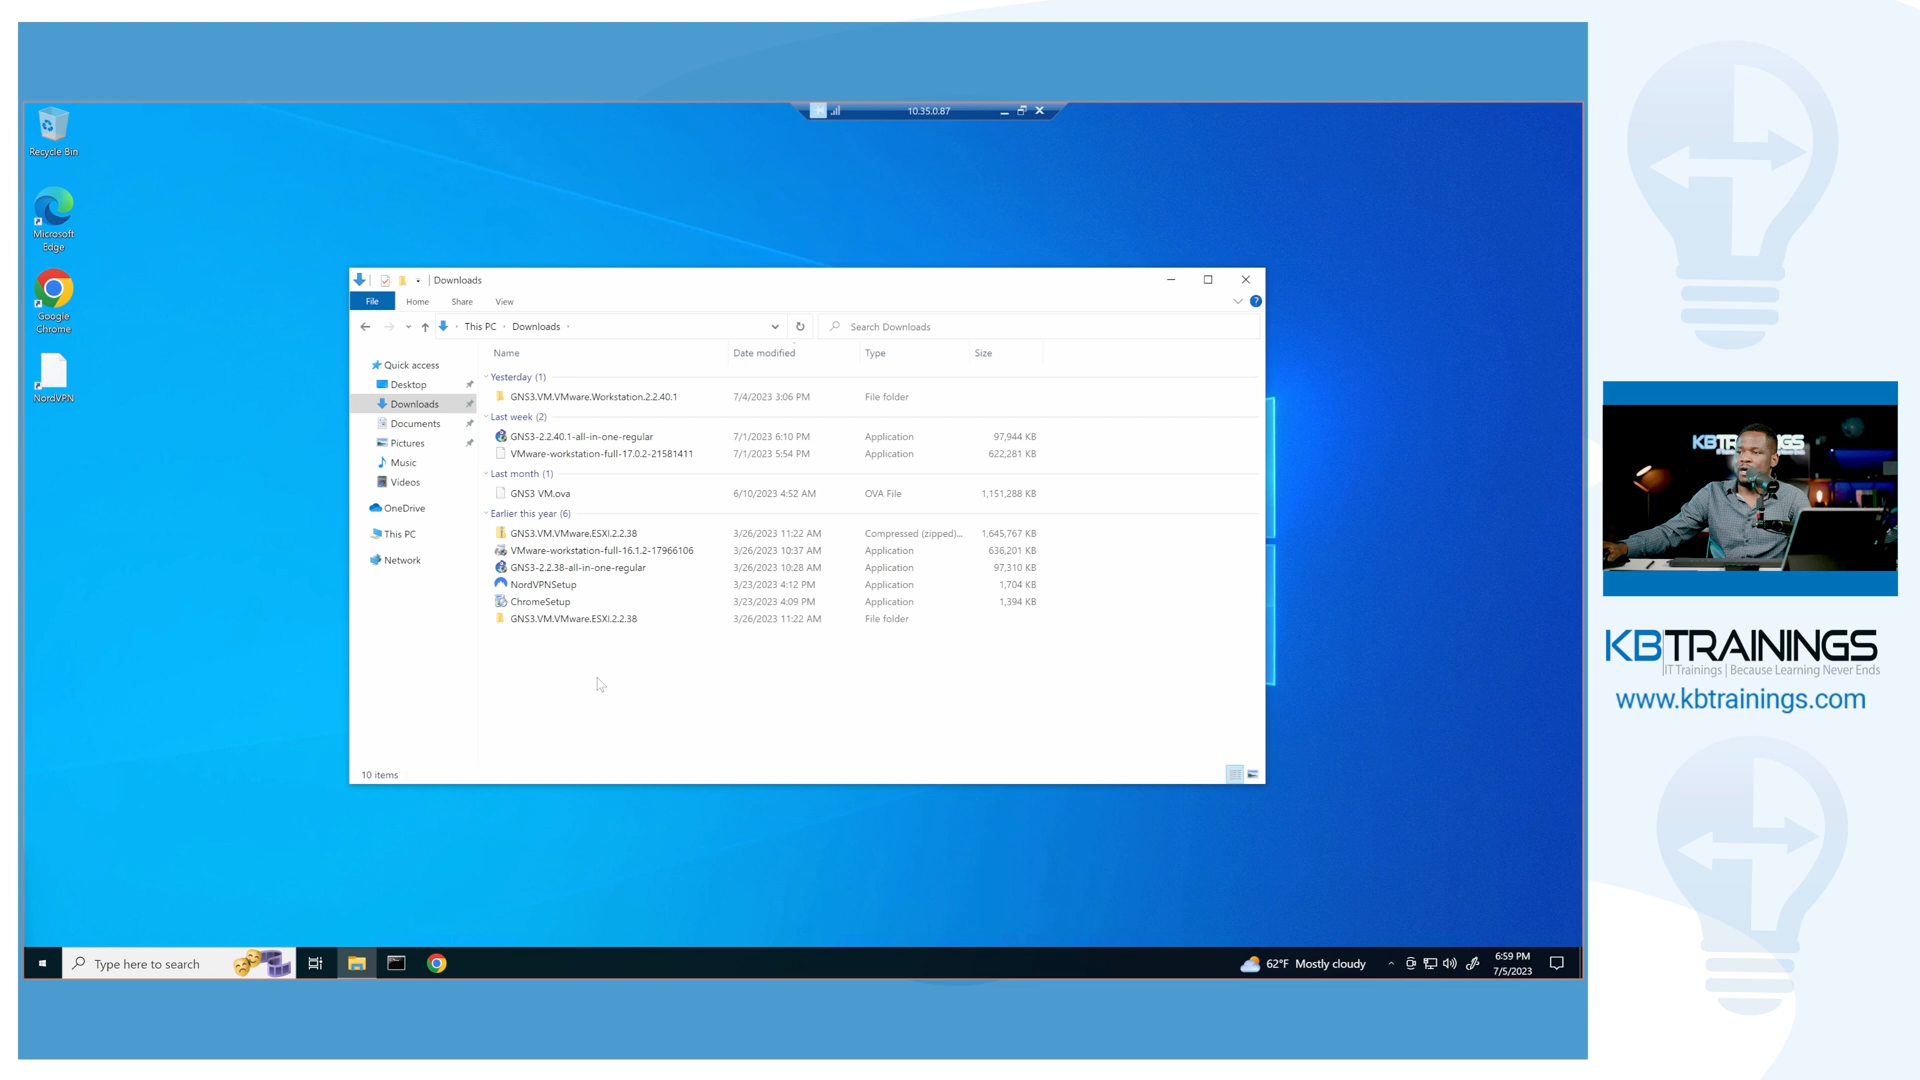 10.35.0.87
Recycle Bin
Microsoft
Edge
Google
Chrome
NordVPN
Downloads
File
Home
Share
View
This PC
Downloads
Search Downloads
Name
Date modified
Type
Size
Quick access
Desktop
Downloads
Documents
Pictures
Music
Videos
OneDrive
This PC
Network
Yesterday (1)
GNS3.VM.VMware.Workstation.2.2.40.1 7/4/2023 3:06 PM File folder
Last week (2)
GNS3-2.2.40.1-all-in-one-regular 7/1/2023 6:10 PM Application 97,944 KB
VMware-workstation-full-17.0.2-21581411 7/1/2023 5:54 PM Application 622,281 KB
Last month (1)
GNS3 VM.ova 6/10/2023 4:52 AM OVA File 1,151,288 KB
Earlier this year (6)
GNS3.VM.VMware.ESXI.2.2.38 3/26/2023 11:22 AM Compressed (zipped)... 1,645,767 KB
VMware-workstation-full-16.1.2-17966106 3/26/2023 10:37 AM Application 636,201 KB
GNS3-2.2.38-all-in-one-regular 3/26/2023 10:28 AM Application 97,310 KB
NordVPNSetup 3/23/2023 4:12 PM Application 1,704 KB
ChromeSetup 3/23/2023 4:09 PM Application 1,394 KB
GNS3.VM.VMware.ESXI.2.2.38 3/26/2023 11:22 AM File folder
10 items
Type here to search
62°F Mostly cloudy
6:59 PM
7/5/2023
KBTRAININGS
IT Trainings | Because Learning Never Ends
www.kbtrainings.com